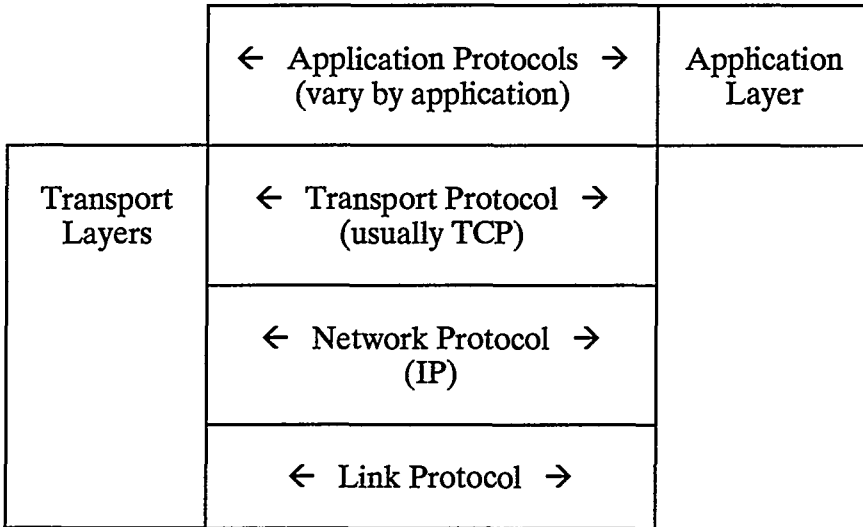 ← Application Protocols →
(vary by application)
Application
Layer
Transport
Layers
← Transport Protocol →
(usually TCP)
← Network Protocol →
(IP)
← Link Protocol →